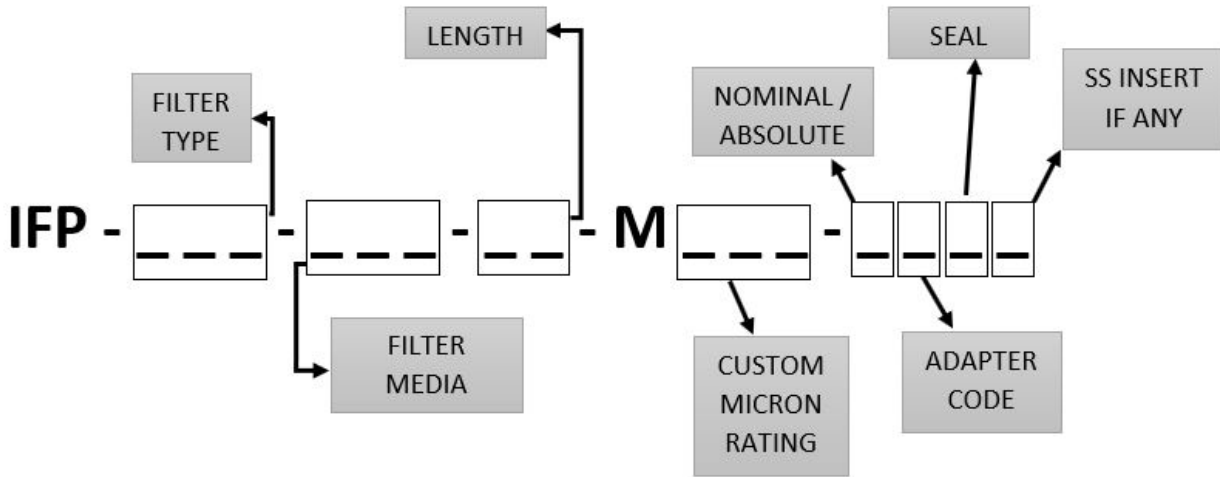 LENGTH
SEAL
FILTER
TYPE
NOMINAL /
ABSOLUTE
SS INSERT
IF ANY
IFP - _ _ _ - _ _ _ - _ _ - M _ _ _ - _ _ _ _
FILTER
MEDIA
CUSTOM
MICRON
RATING
ADAPTER
CODE